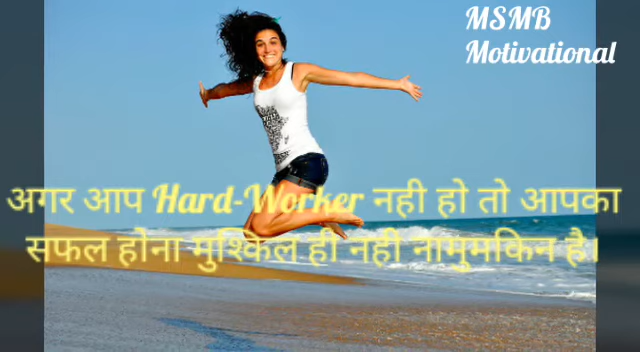 MSMB
Motivational
अगर आप Hard-Worker नही हो तो आपका
सफल होना मुश्किल ही नही नामुमकिन है।